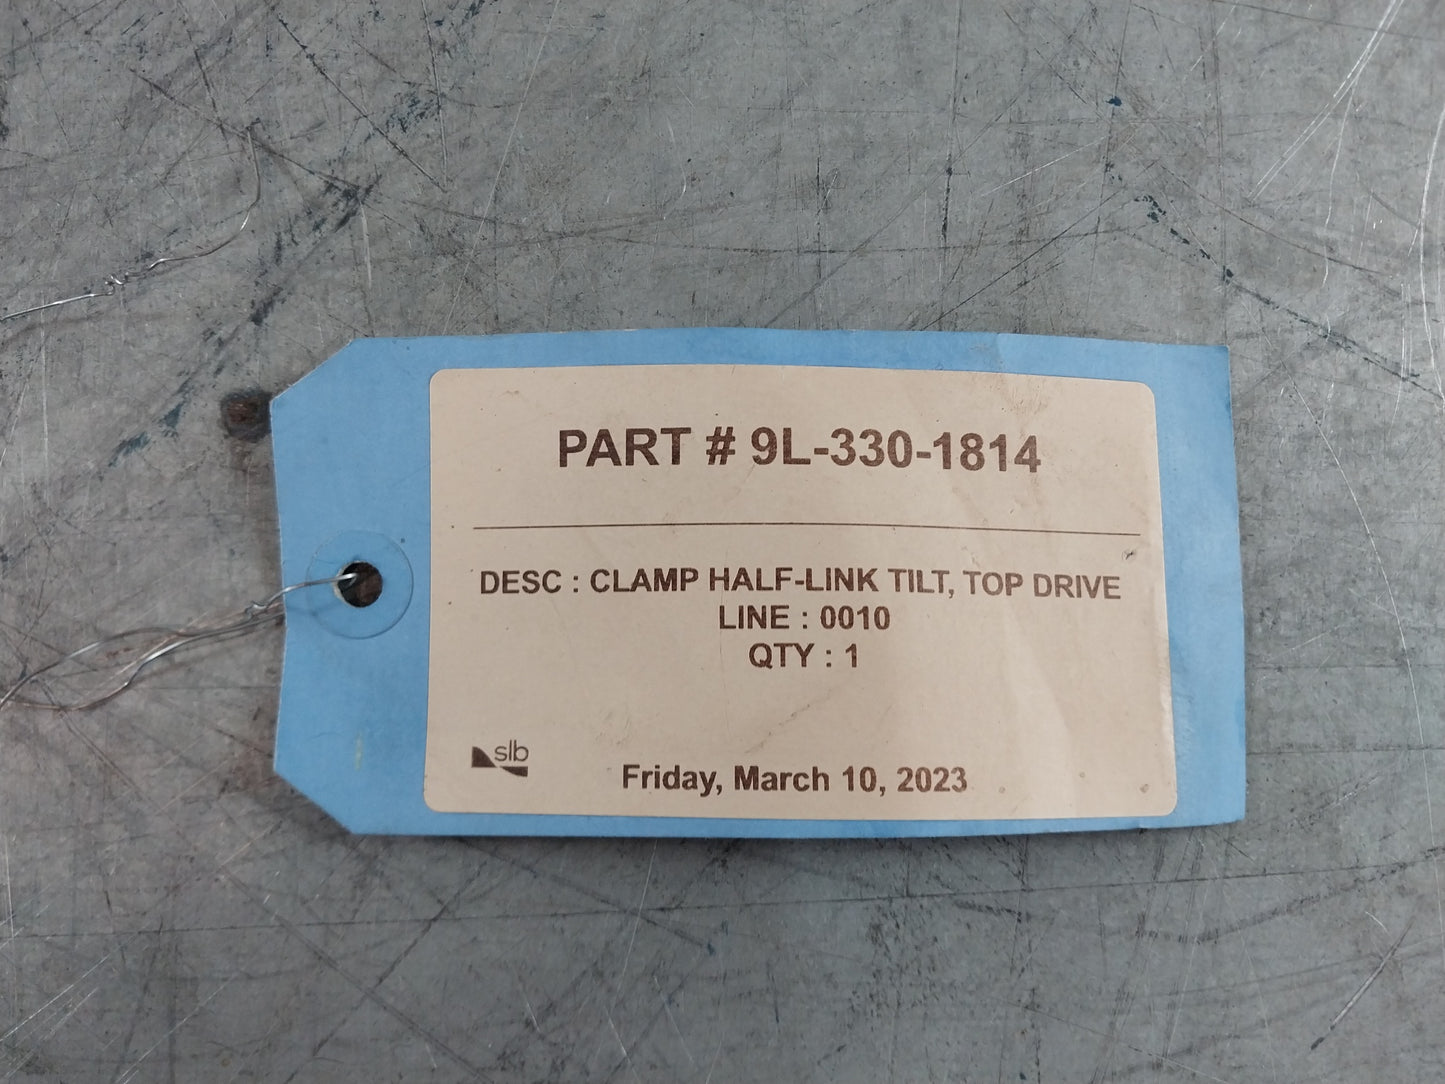 PART # 9L-330-1814
DESC : CLAMP HALF-LINK TILT, TOP DRIVE
LINE : 0010
QTY : 1
slb
Friday, March 10, 2023